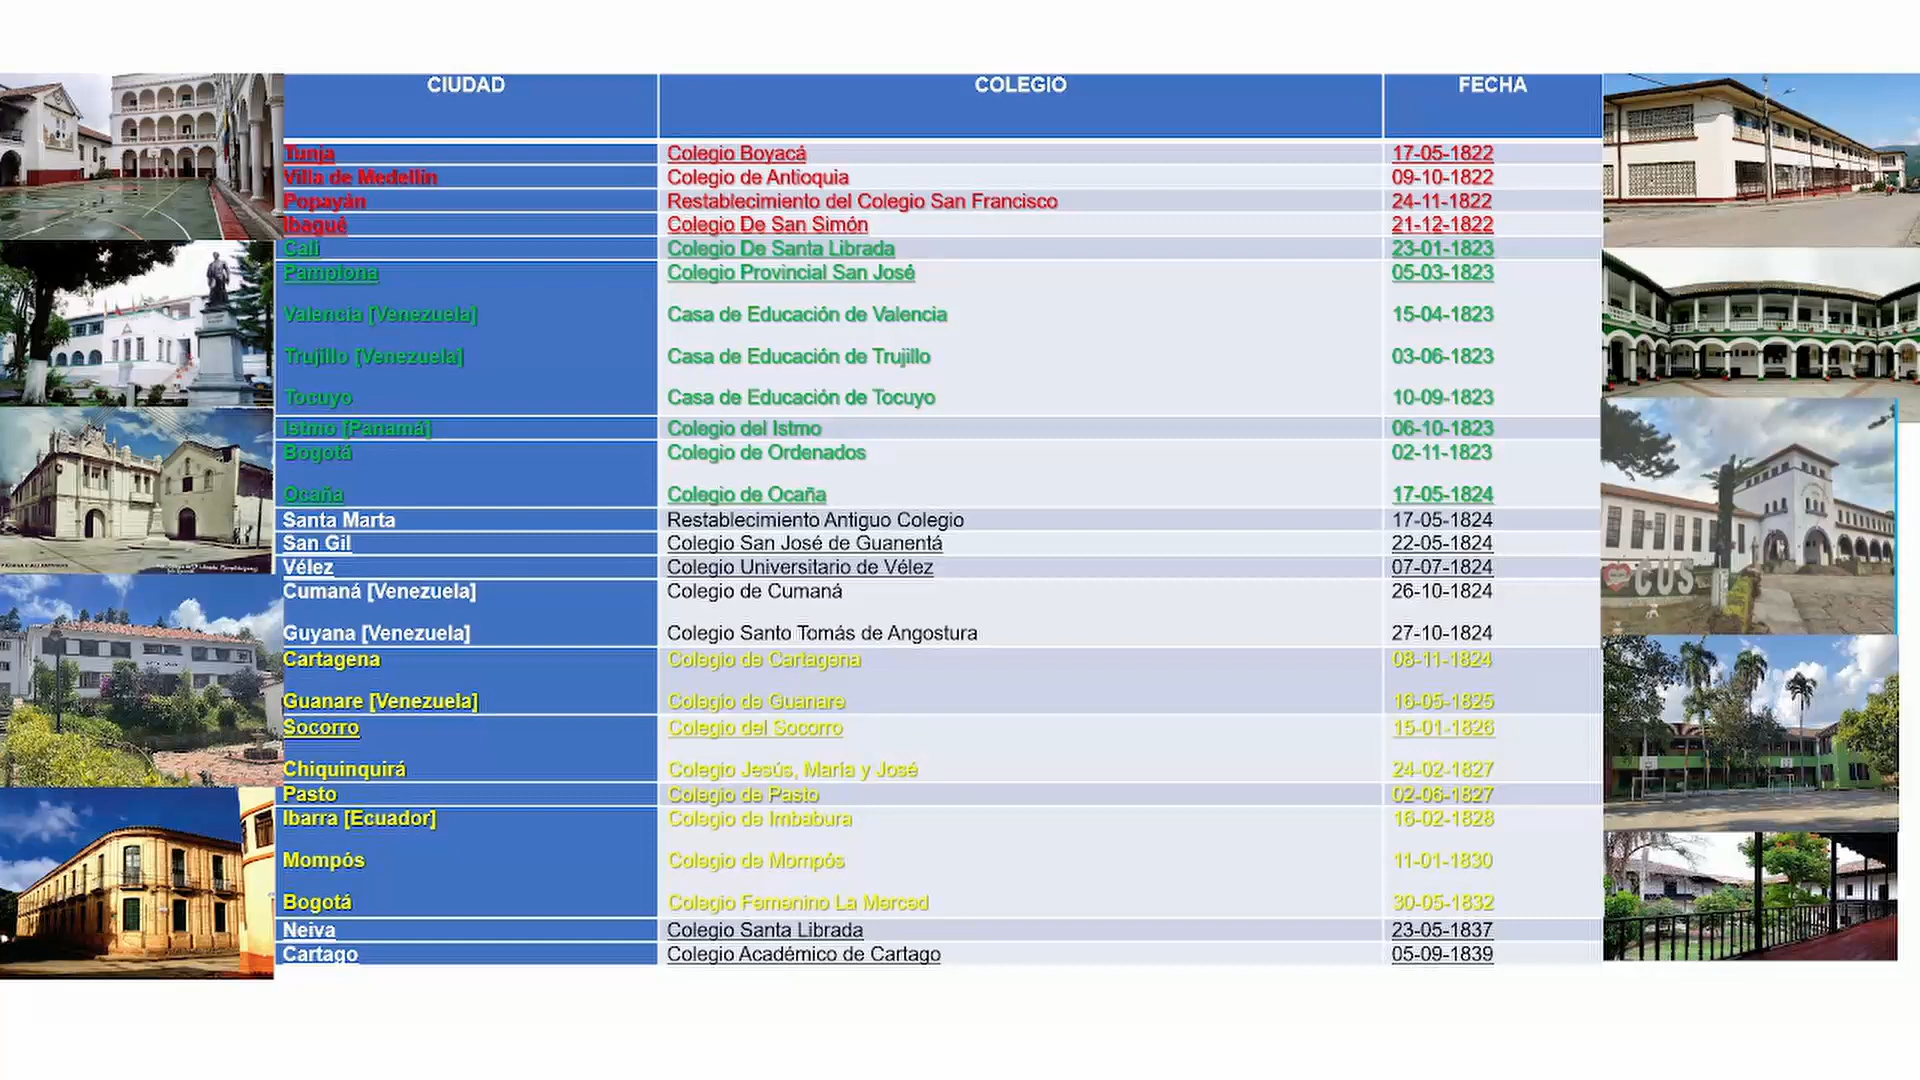 CIUDAD COLEGIO FECHA
Tunja Colegio Boyacá 17-05-1822
Villa de Medellín Colegio de Antioquia 09-10-1822
Popayán Restablecimiento del Colegio San Francisco 24-11-1822
Ibagué Colegio De San Simón 21-12-1822
Cali Colegio De Santa Librada 23-01-1823
Pamplona Colegio Provincial San José 05-03-1823
Valencia [Venezuela] Casa de Educación de Valencia 15-04-1823
Trujillo [Venezuela] Casa de Educación de Trujillo 03-06-1823
Tocuyo Casa de Educación de Tocuyo 10-09-1823
Istmo [Panamá] Colegio del Istmo 06-10-1823
Bogotá Colegio de Ordenados 02-11-1823
Ocaña Colegio de Ocaña 17-05-1824
Santa Marta Restablecimiento Antiguo Colegio 17-05-1824
San Gil Colegio San José de Guanentá 22-05-1824
Vélez Colegio Universitario de Vélez 07-07-1824
Cumaná [Venezuela] Colegio de Cumaná 26-10-1824
Guyana [Venezuela] Colegio Santo Tomás de Angostura 27-10-1824
Cartagena Colegio de Cartagena 08-11-1824
Guanare [Venezuela] Colegio de Guanare 16-05-1825
Socorro Colegio del Socorro 15-01-1826
Chiquinquirá Colegio Jesús, María y José 24-02-1827
Pasto Colegio de Pasto 02-06-1827
Ibarra [Ecuador] Colegio de Imbabura 16-02-1828
Mompós Colegio de Mompós 11-01-1830
Bogotá Colegio Femenino La Merced 30-05-1832
Neiva Colegio Santa Librada 23-05-1837
Cartago Colegio Académico de Cartago 05-09-1839
CUS